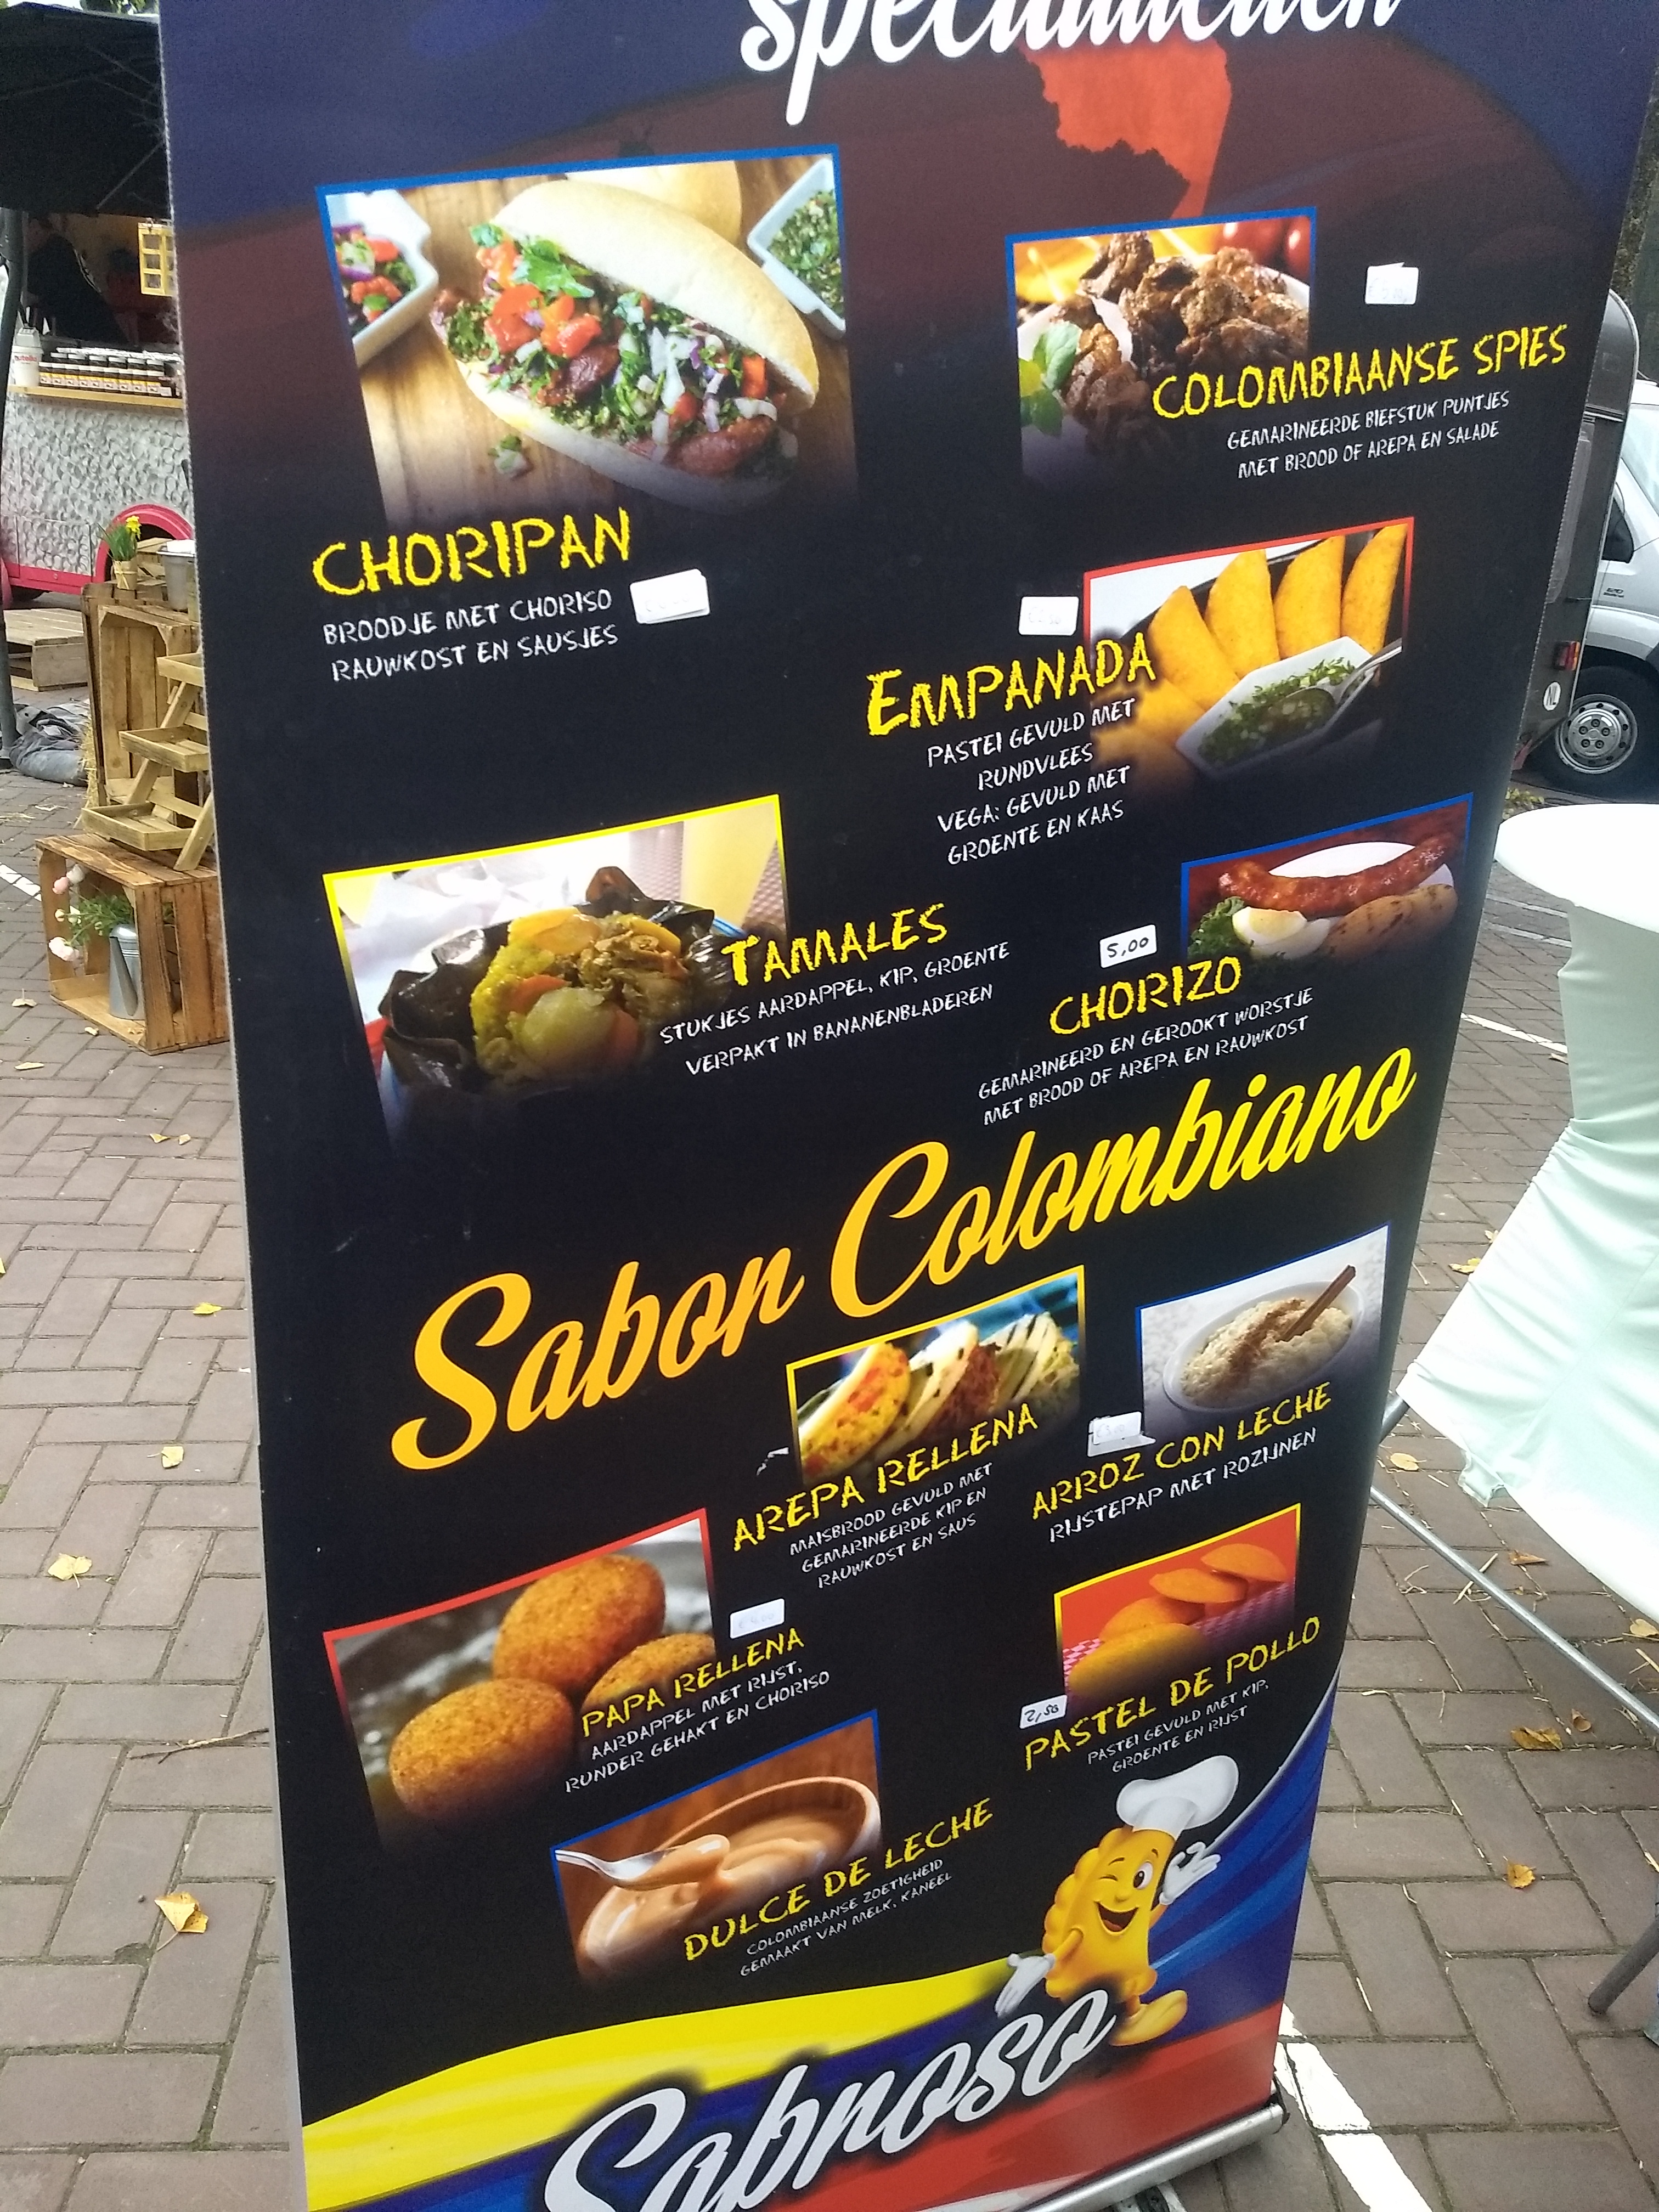 specialiteiten
CHORIPAN
BROODJE MET CHORISO
RAUWKOST EN SAUSJES
COLOMBIAANSE SPIES
GEMARINEERDE BIEFSTUK PUNTJES
MET BROOD OF AREPA EN SALADE
€2,50
EMPANADA
PASTEI GEVULD MET
RUNDVLEES
VEGA: GEVULD MET
GROENTE EN KAAS
TAMALES
STUKJES AARDAPPEL, KIP, GROENTE
VERPAKT IN BANANENBLADEREN
5,00
CHORIZO
GEMARINEERD EN GEROOKT WORSTJE
MET BROOD OF AREPA EN RAUWKOST
Sabor Colombiano
AREPA RELLENA
MAISBROOD GEVULD MET
GEMARINEERDE KIP EN
RAUWKOST EN SAUS
ARROZ CON LECHE
RIJSTEPAP MET ROZIJNEN
PAPA RELLENA
AARDAPPEL MET RIJST,
RUNDER GEHAKT EN CHORISO
2,50
PASTEL DE POLLO
PASTEI GEVULD MET KIP,
GROENTE EN RIJST
DULCE DE LECHE
COLOMBIAANSE ZOETIGHEID
GEMAAKT VAN MELK, KANEEL
Sabroso
NL